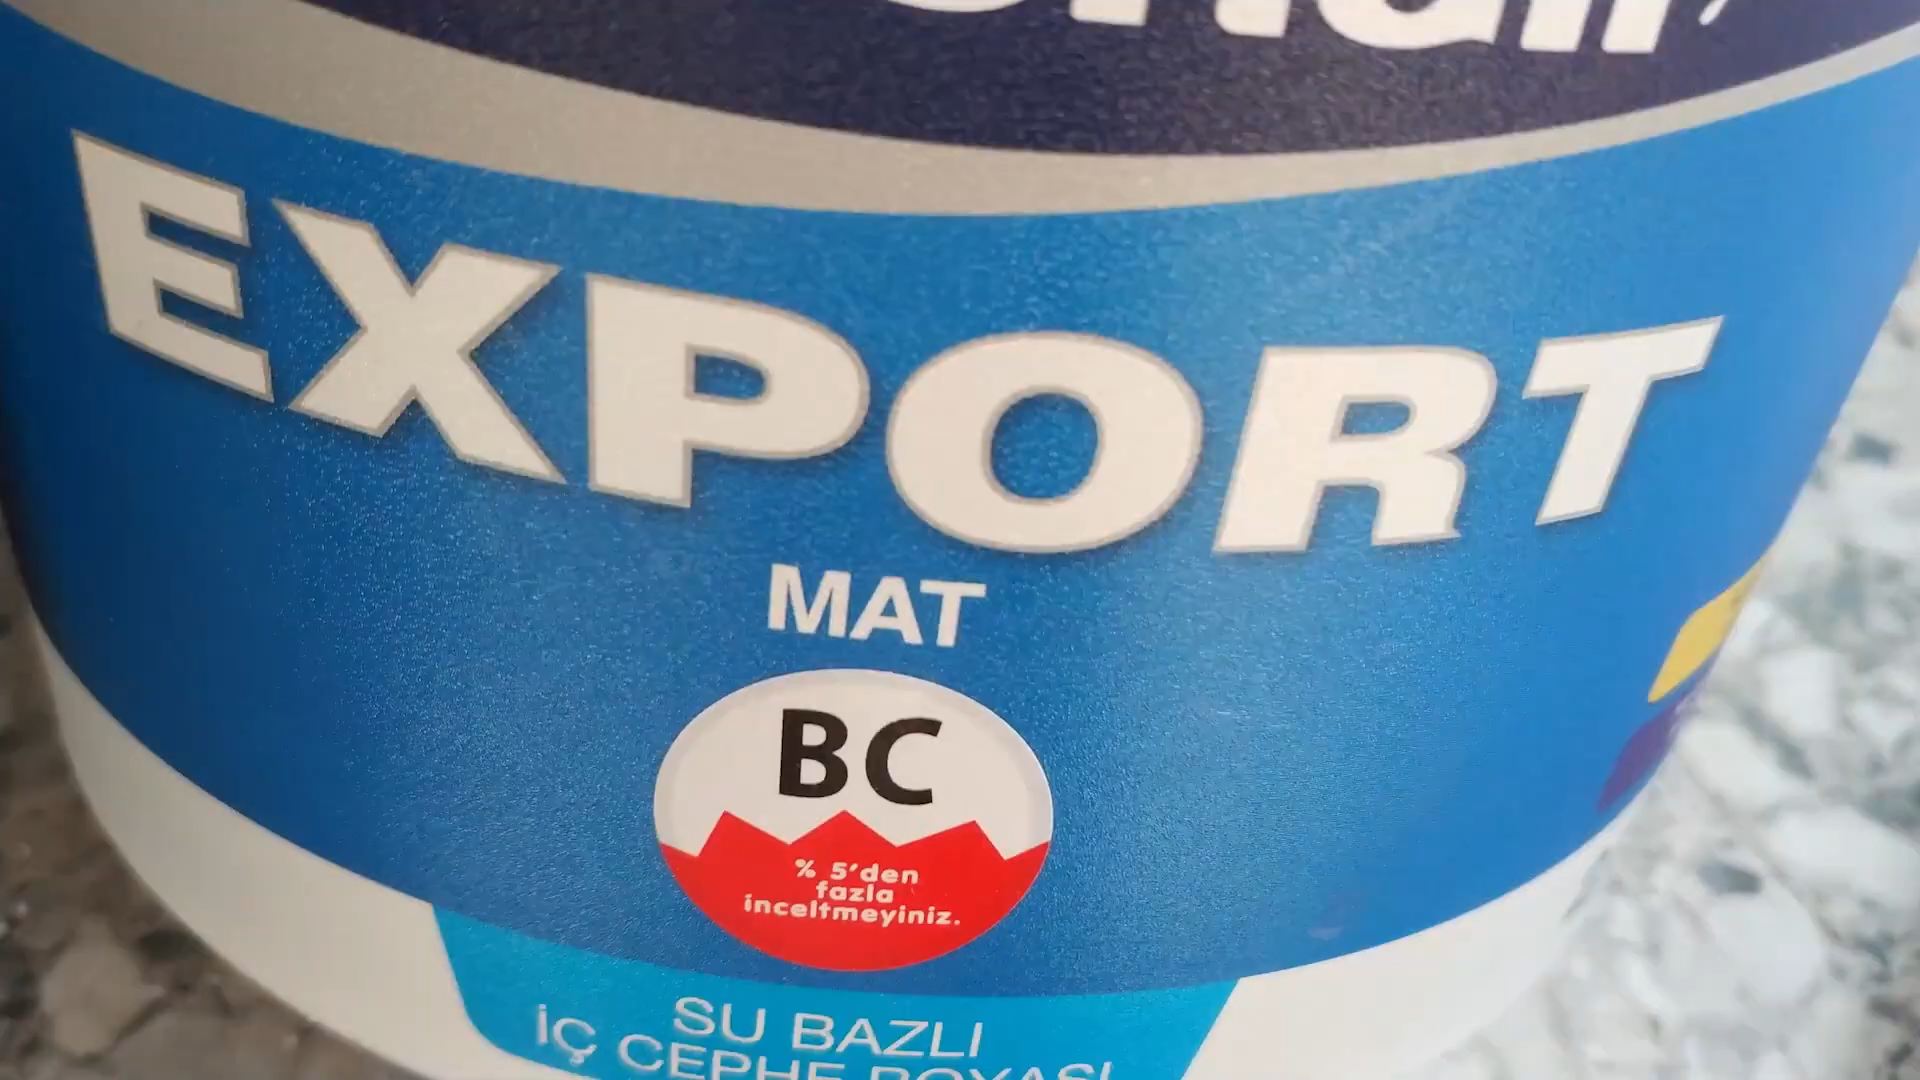 EXPORT
MAT
BC
% 5'den
fazla
inceltmeyiniz.
SU BAZLI
İÇ CEPHE BOYASI